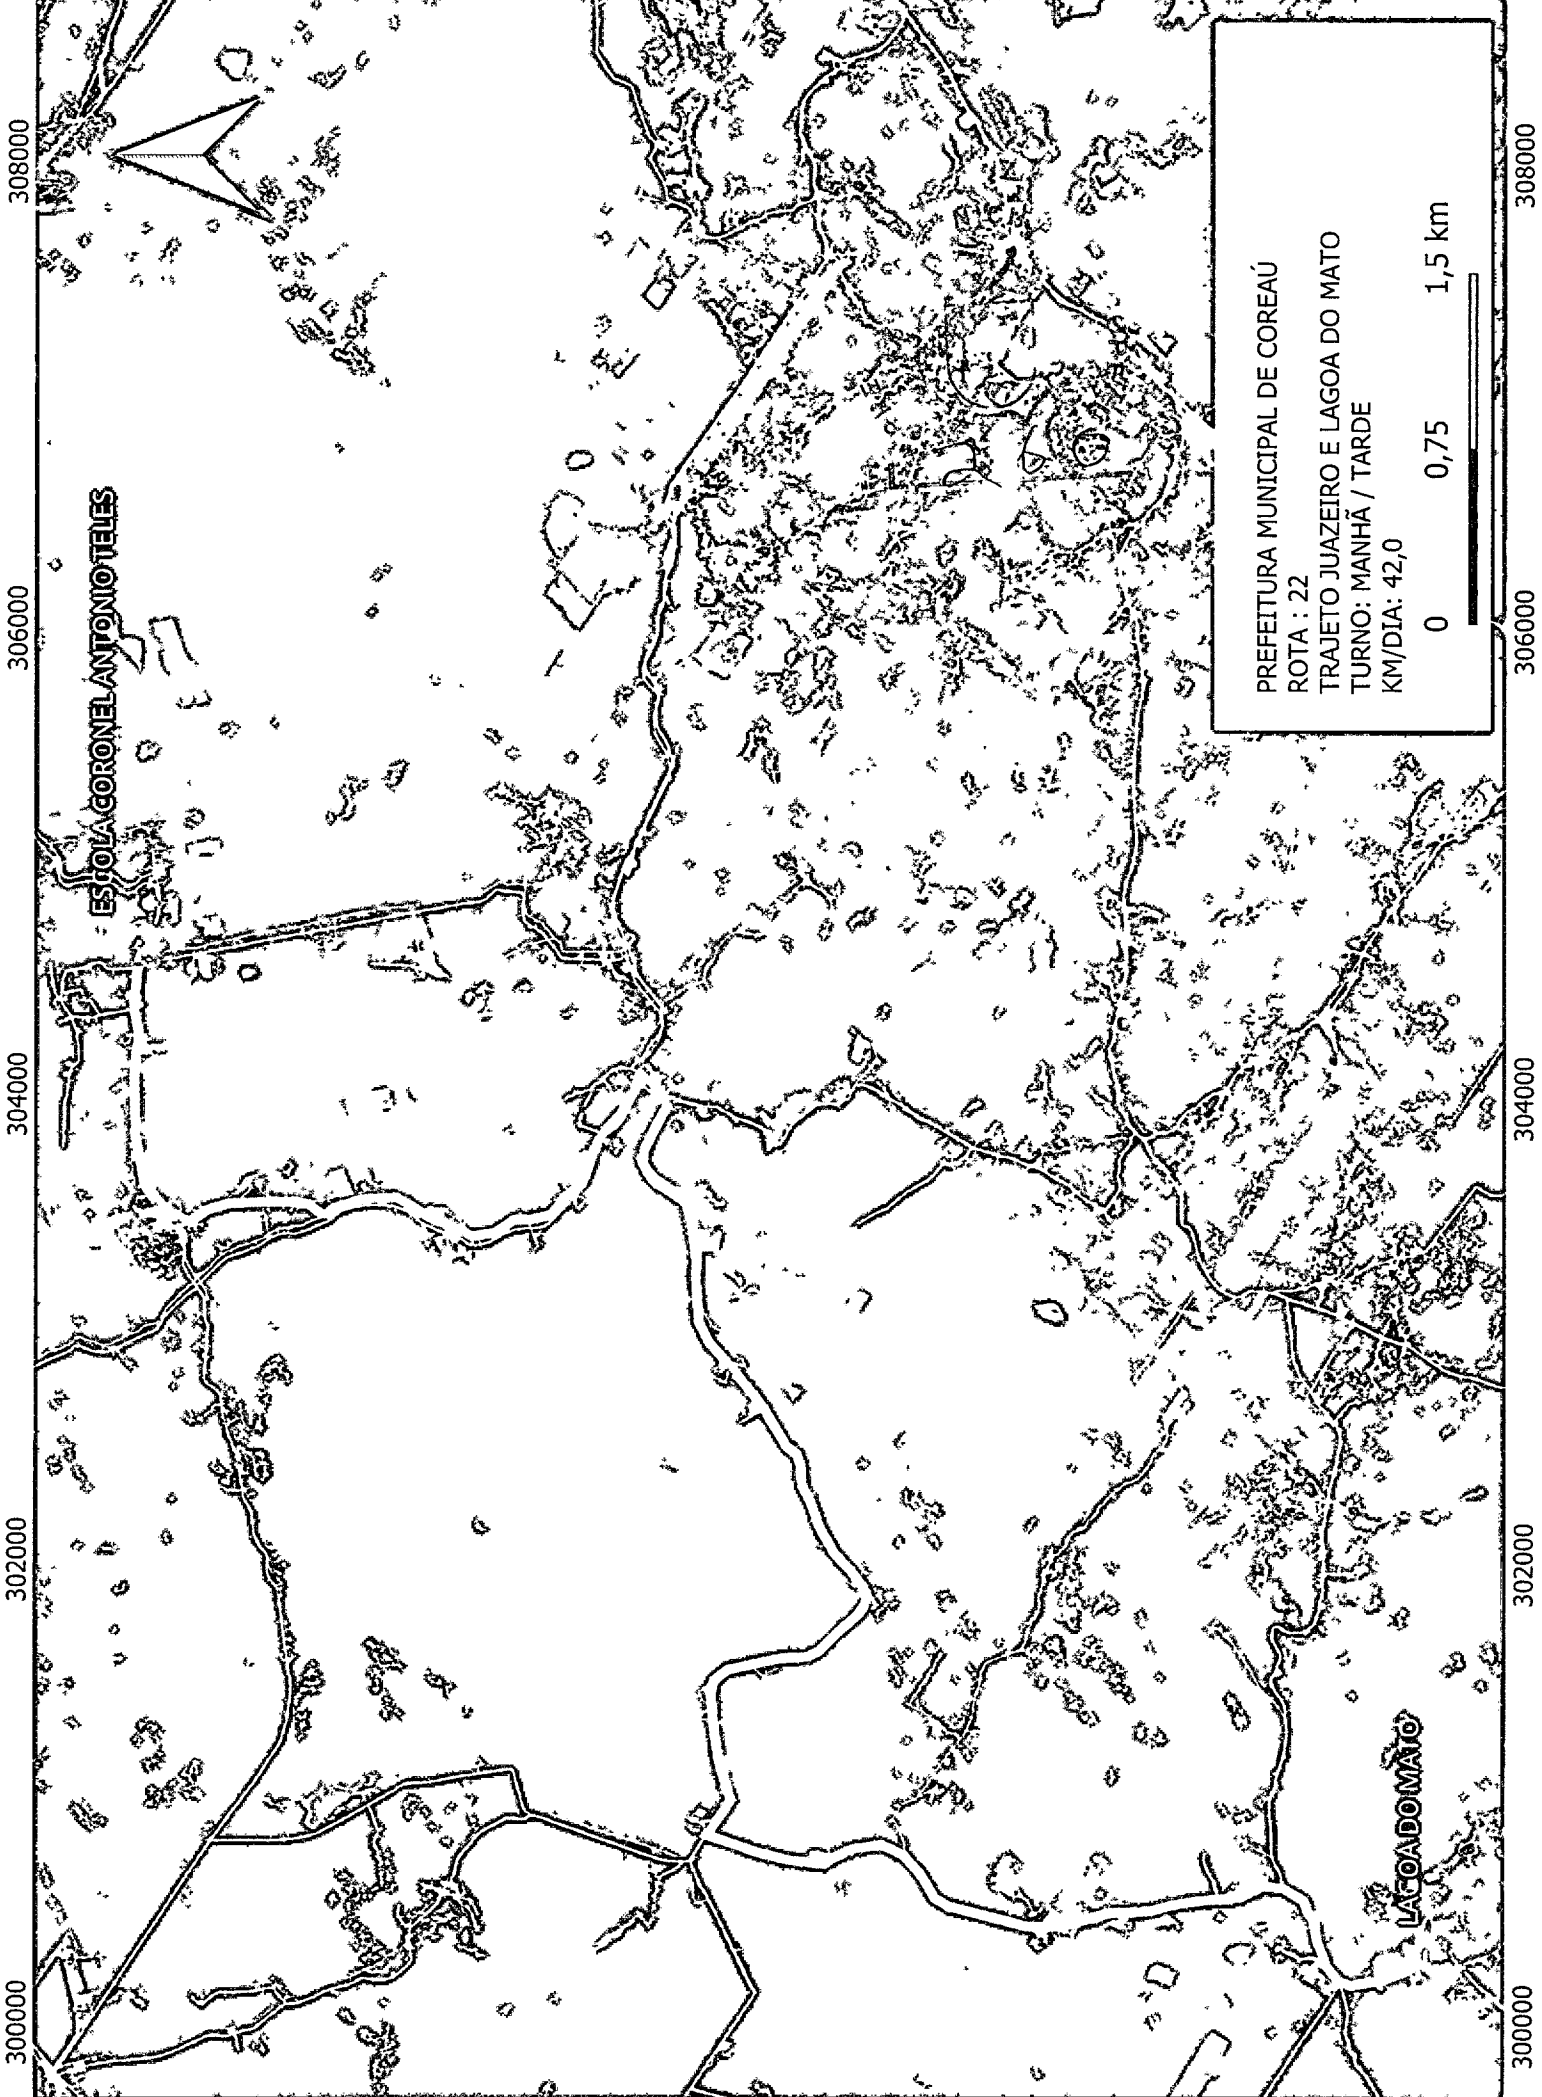 300000
302000
304000
306000
308000
ESCOLA CORONEL ANTONIO TELES
LAGOA DO MATO
PREFEITURA MUNICIPAL DE COREAÚ
ROTA : 22
TRAJETO JUAZEIRO E LAGOA DO MATO
TURNO: MANHÃ / TARDE
KM/DIA: 42,0
0 0,75 1,5 km
300000
302000
304000
306000
308000